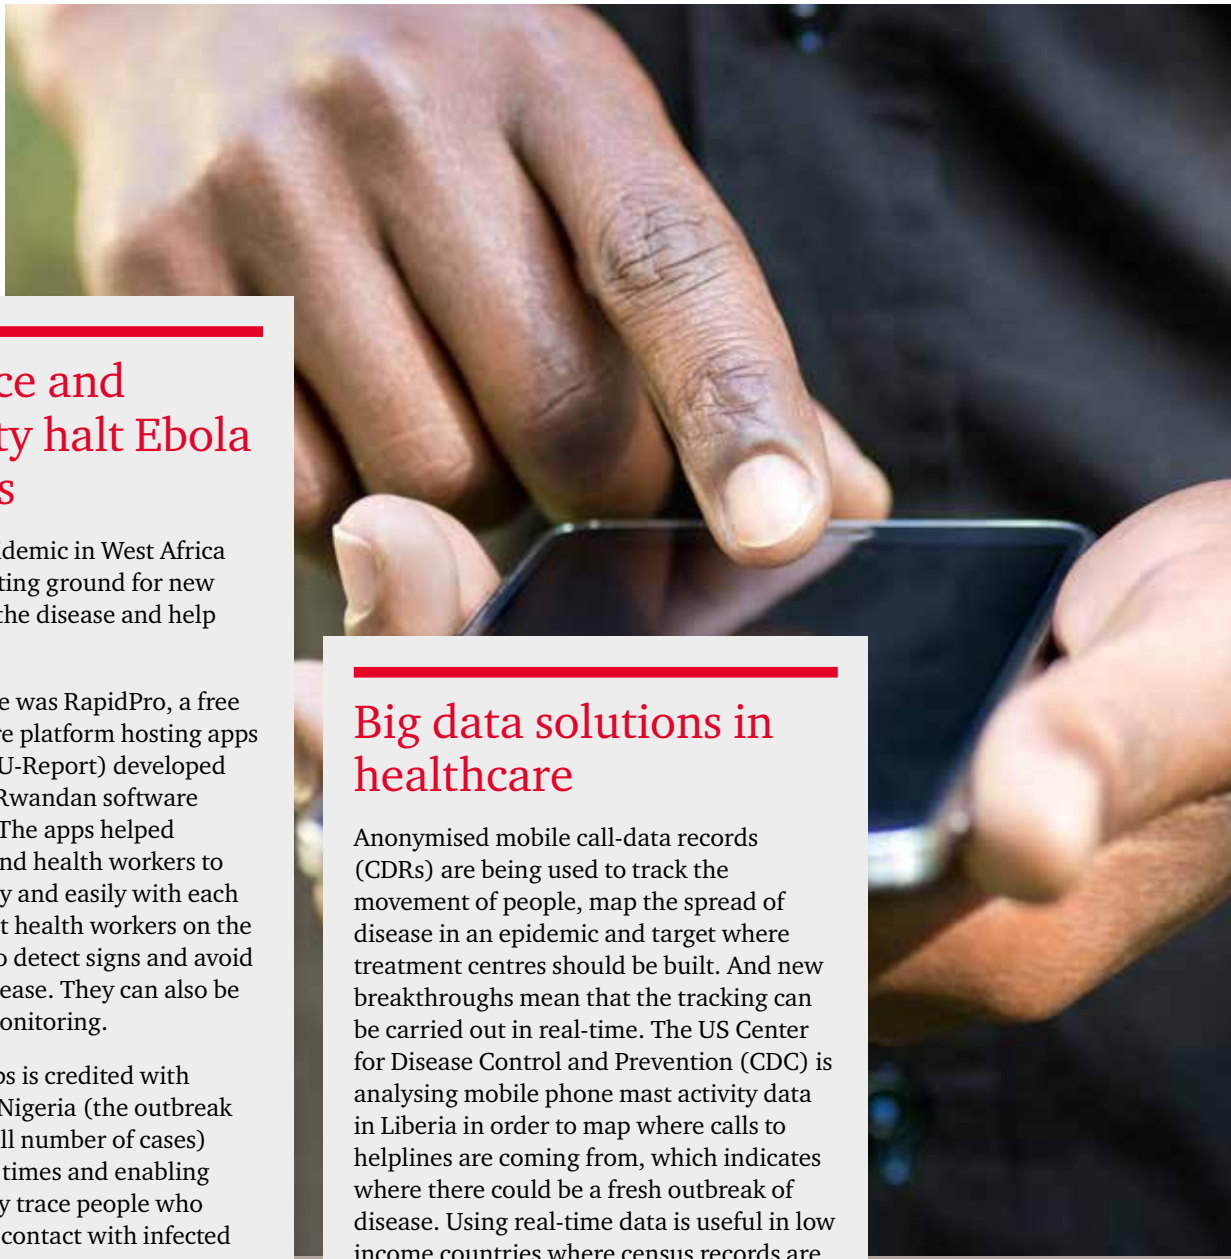 ce and
ty halt Ebola
s
idemic in West Africa
ting ground for new
the disease and help
e was RapidPro, a free
re platform hosting apps
U-Report) developed
Rwandan software
The apps helped
nd health workers to
y and easily with each
t health workers on the
o detect signs and avoid
ease. They can also be
onitoring.
ps is credited with
Nigeria (the outbreak
ll number of cases)
times and enabling
y trace people who
contact with infected
Big data solutions in
healthcare
Anonymised mobile call-data records
(CDRs) are being used to track the
movement of people, map the spread of
disease in an epidemic and target where
treatment centres should be built. And new
breakthroughs mean that the tracking can
be carried out in real-time. The US Center
for Disease Control and Prevention (CDC) is
analysing mobile phone mast activity data
in Liberia in order to map where calls to
helplines are coming from, which indicates
where there could be a fresh outbreak of
disease. Using real-time data is useful in low
income countries where census records are